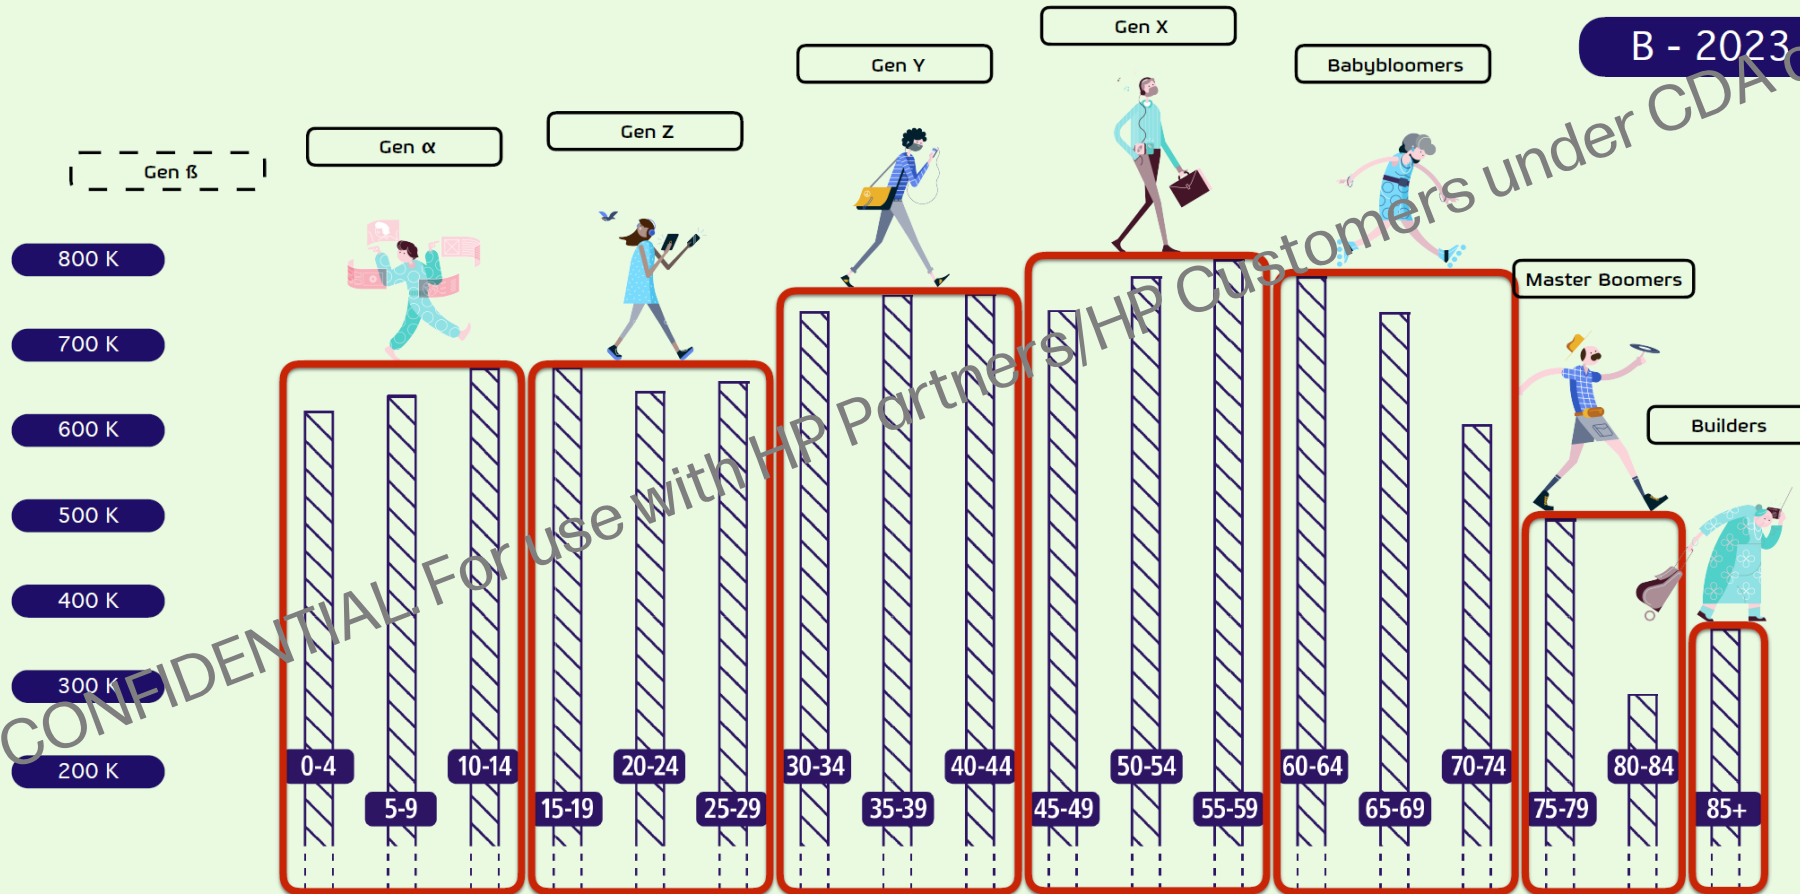 Gen X
B - 2023
Gen Y
Babybloomers
Gen Z
Gen α
Gen ß
800 K
Master Boomers
700 K
600 K
Builders
500 K
400 K
300 K
200 K
CONFIDENTIAL. For use with HP Partners/HP Customers under CDA
0-4
10-14
20-24
30-34
40-44
50-54
60-64
70-74
80-84
5-9
15-19
25-29
35-39
45-49
55-59
65-69
75-79
85+